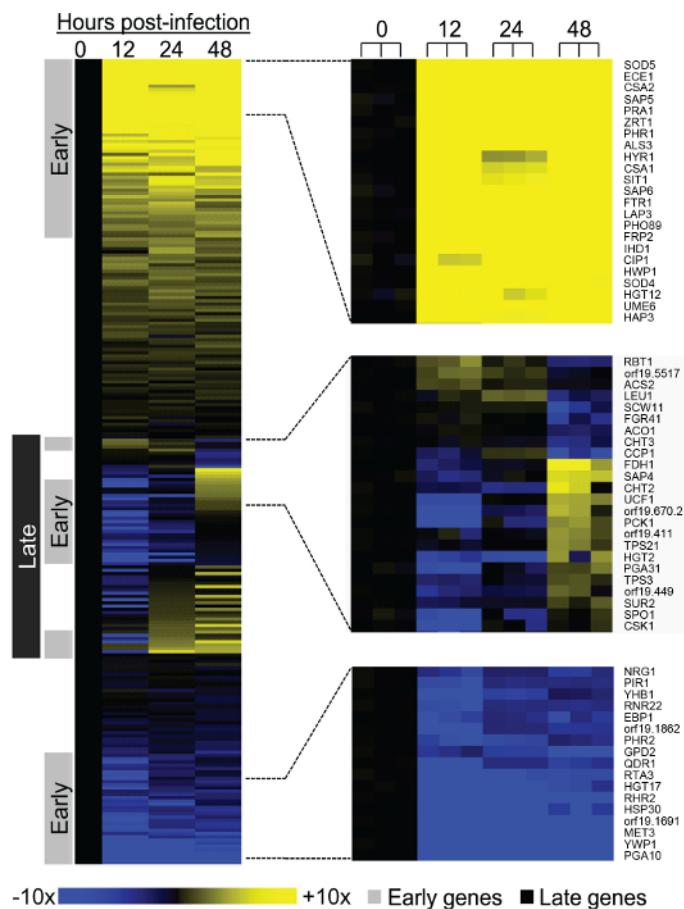 Hours post-infection
0 12 24 48
0 12 24 48
Early
Late
Early
Early
SOD5
ECE1
CSA2
SAP5
PRA1
ZRT1
PHR1
ALS3
HYR1
CSA1
SIT1
SAP6
FTR1
LAP3
PHO89
FRP2
IHD1
CIP1
HWP1
SOD4
HGT12
UME6
HAP3
RBT1
orf19.5517
ACS2
LEU1
SCW11
FGR41
ACO1
CHT3
CCP1
FDH1
SAP4
CHT2
UCF1
orf19.670.2
PCK1
orf19.411
TPS21
HGT2
PGA31
TPS3
orf19.449
SUR2
SPO1
CSK1
NRG1
PIR1
YHB1
RNR22
EBP1
orf19.1862
PHR2
GPD2
QDR1
RTA3
HGT17
RHR2
HSP30
orf19.1691
MET3
YWP1
PGA10
-10x +10x Early genes Late genes